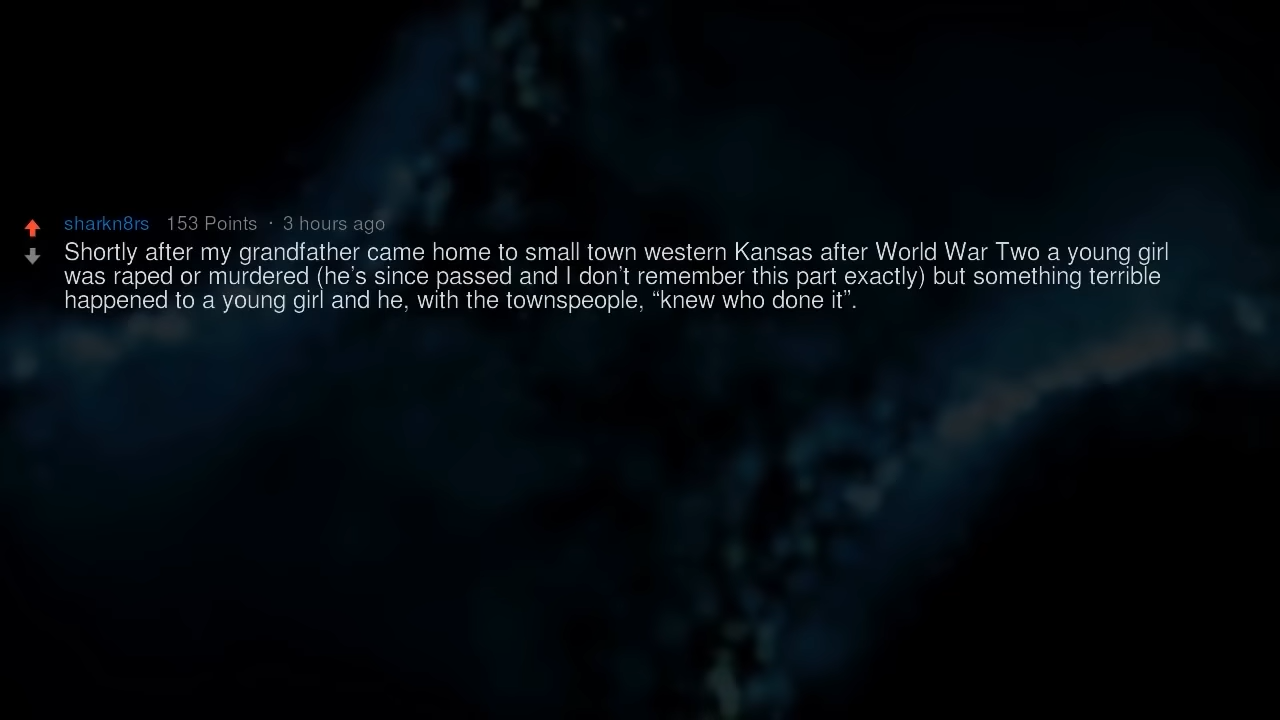 sharkn8rs 153 Points · 3 hours ago
Shortly after my grandfather came home to small town western Kansas after World War Two a young girl
was raped or murdered (he’s since passed and I don’t remember this part exactly) but something terrible
happened to a young girl and he, with the townspeople, “knew who done it”.